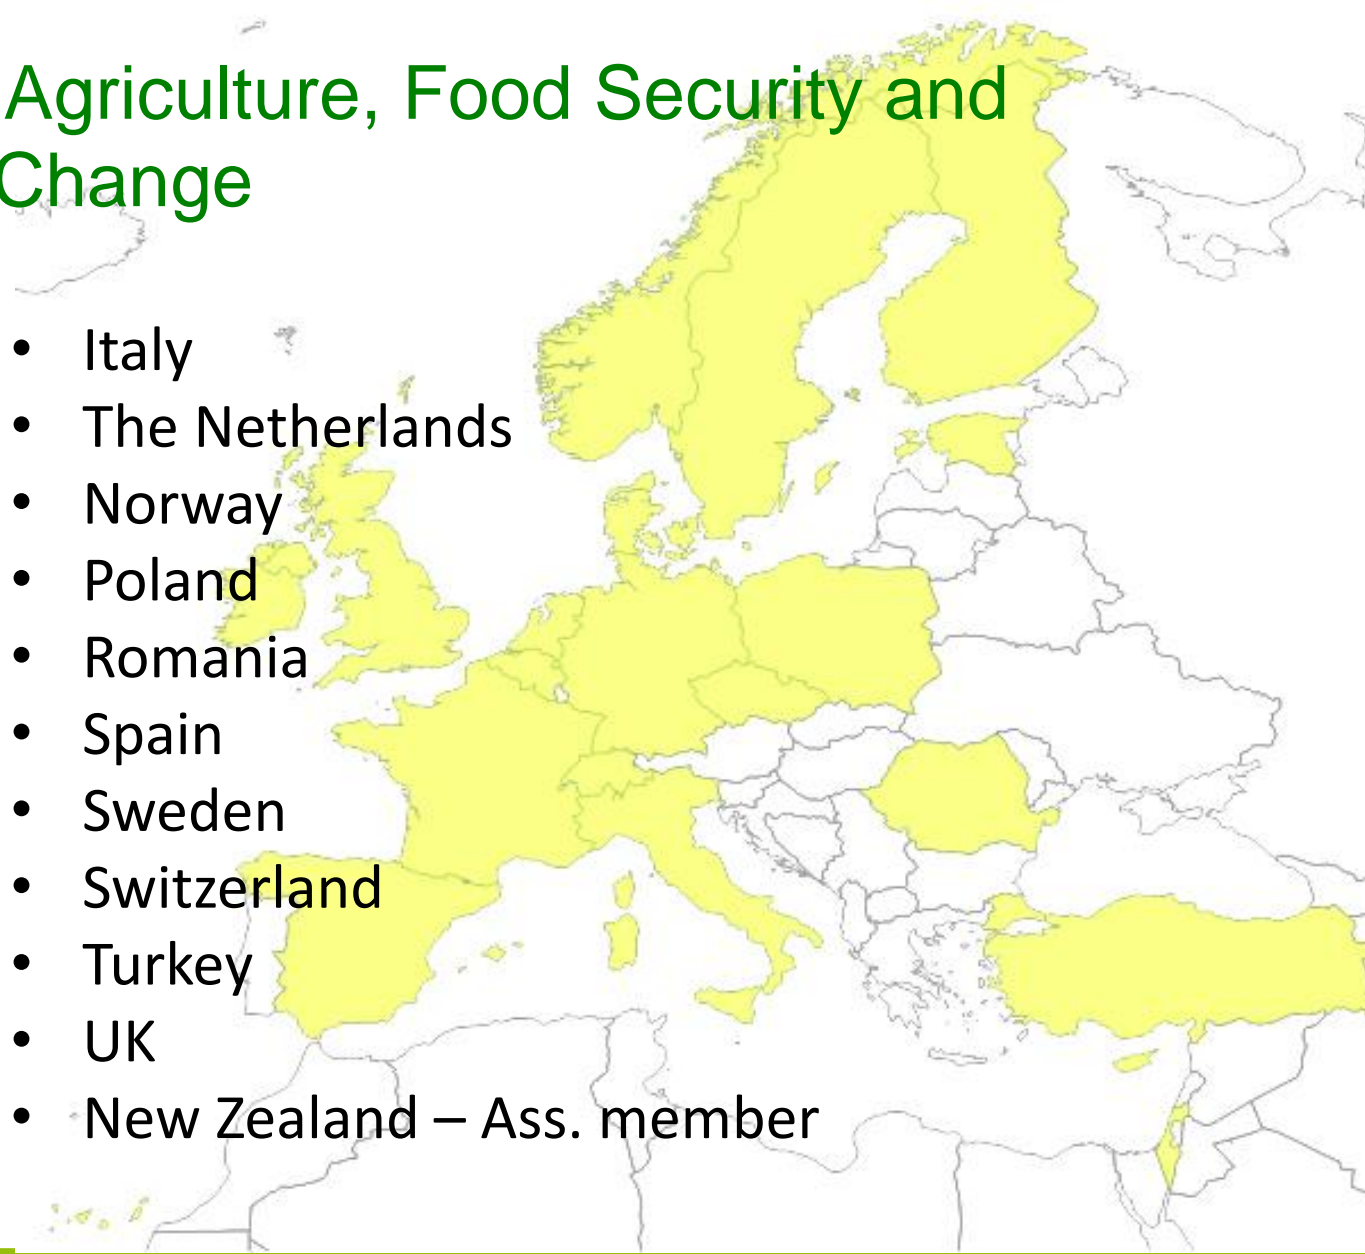 Agriculture, Food Security and
Change
• Italy
• The Netherlands
• Norway
• Poland
• Romania
• Spain
• Sweden
• Switzerland
• Turkey
• UK
• New Zealand – Ass. member